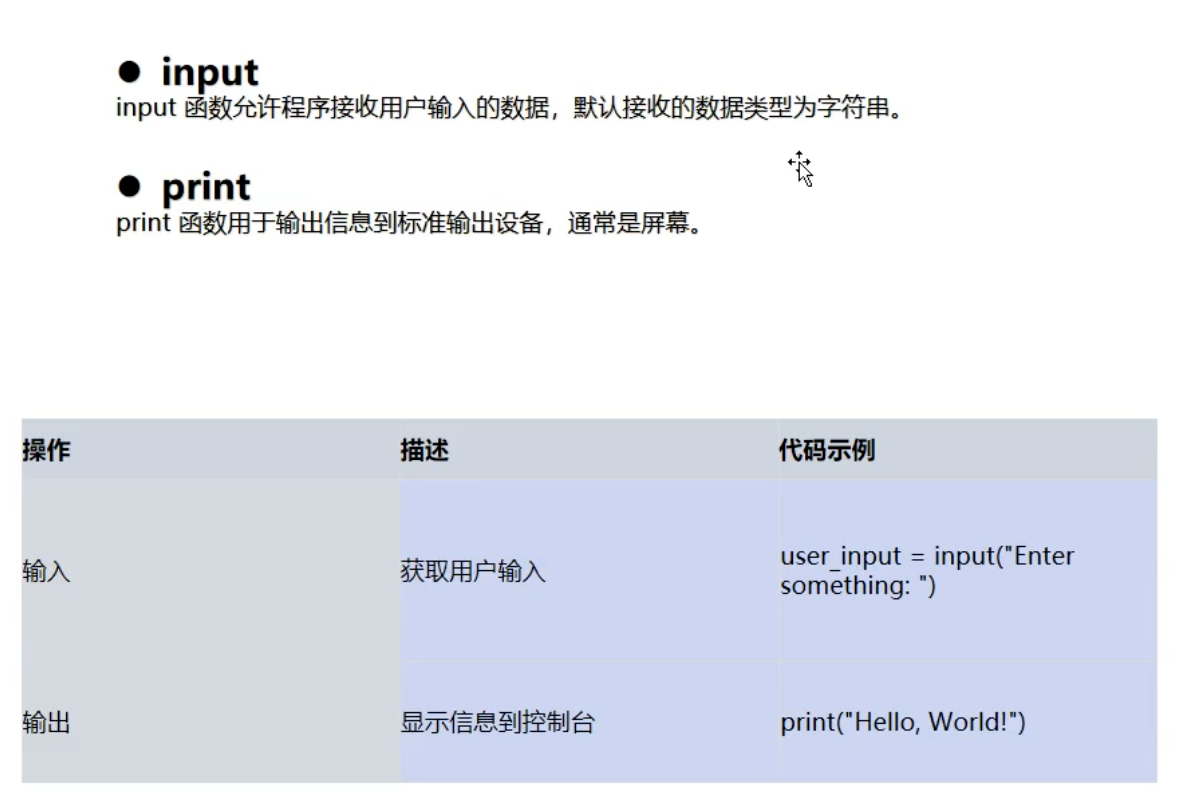 ● input
input 函数允许程序接收用户输入的数据，默认接收的数据类型为字符串。
● print
print 函数用于输出信息到标准输出设备，通常是屏幕。
操作 描述 代码示例
输入 获取用户输入 user_input = input("Enter
something: ")
输出 显示信息到控制台 print("Hello, World!")